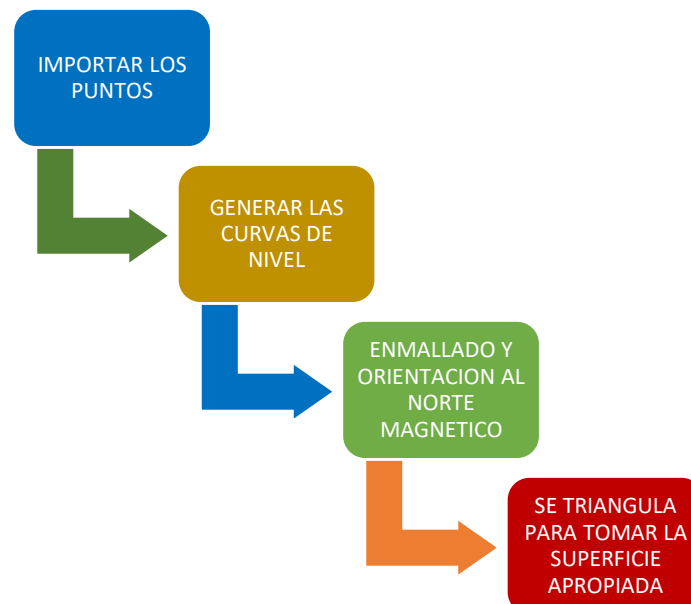 IMPORTAR LOS
PUNTOS
GENERAR LAS
CURVAS DE
NIVEL
ENMALLADO Y
ORIENTACION AL
NORTE
MAGNETICO
SE TRIANGULA
PARA TOMAR LA
SUPERFICIE
APROPIADA